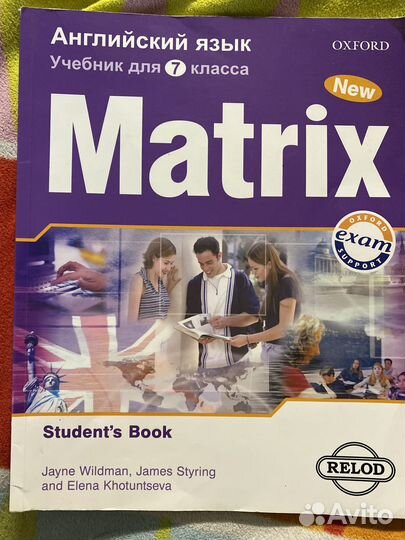 Английский язык
OXFORD
Учебник для 7 класса
New
Matrix
OXFORD
exam
SUPPORT
Student's Book
Jayne Wildman, James Styring
and Elena Khotuntseva
RELOD
Avito